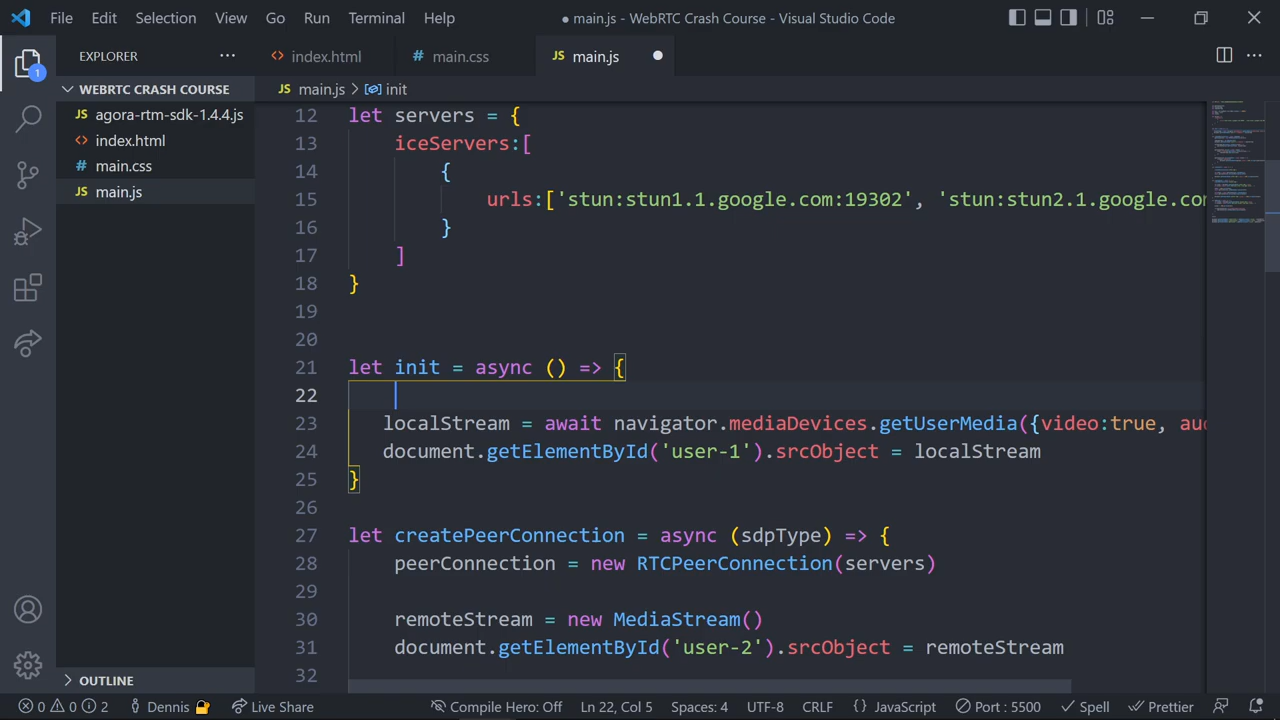 File Edit Selection View Go Run Terminal Help
● main.js - WebRTC Crash Course - Visual Studio Code
EXPLORER
index.html
# main.css
JS main.js
1
WEBRTC CRASH COURSE
JS main.js > init
JS agora-rtm-sdk-1.4.4.js
index.html
# main.css
JS main.js
12 let servers = {
13 iceServers:[
14 {
15 urls:['stun:stun1.1.google.com:19302', 'stun:stun2.1.google.com
16 }
17 ]
18 }
19
20
21 let init = async () => {
22
23 localStream = await navigator.mediaDevices.getUserMedia({video:true,
24 document.getElementById('user-1').srcObject = localStream
25 }
26
27 let createPeerConnection = async (sdpType) => {
28 peerConnection = new RTCPeerConnection(servers)
29
30 remoteStream = new MediaStream()
31 document.getElementById('user-2').srcObject = remoteStream
32
OUTLINE
0 0 2 Dennis Live Share Compile Hero: Off Ln 22, Col 5 Spaces: 4 UTF-8 CRLF {} JavaScript Port : 5500 Spell Prettier